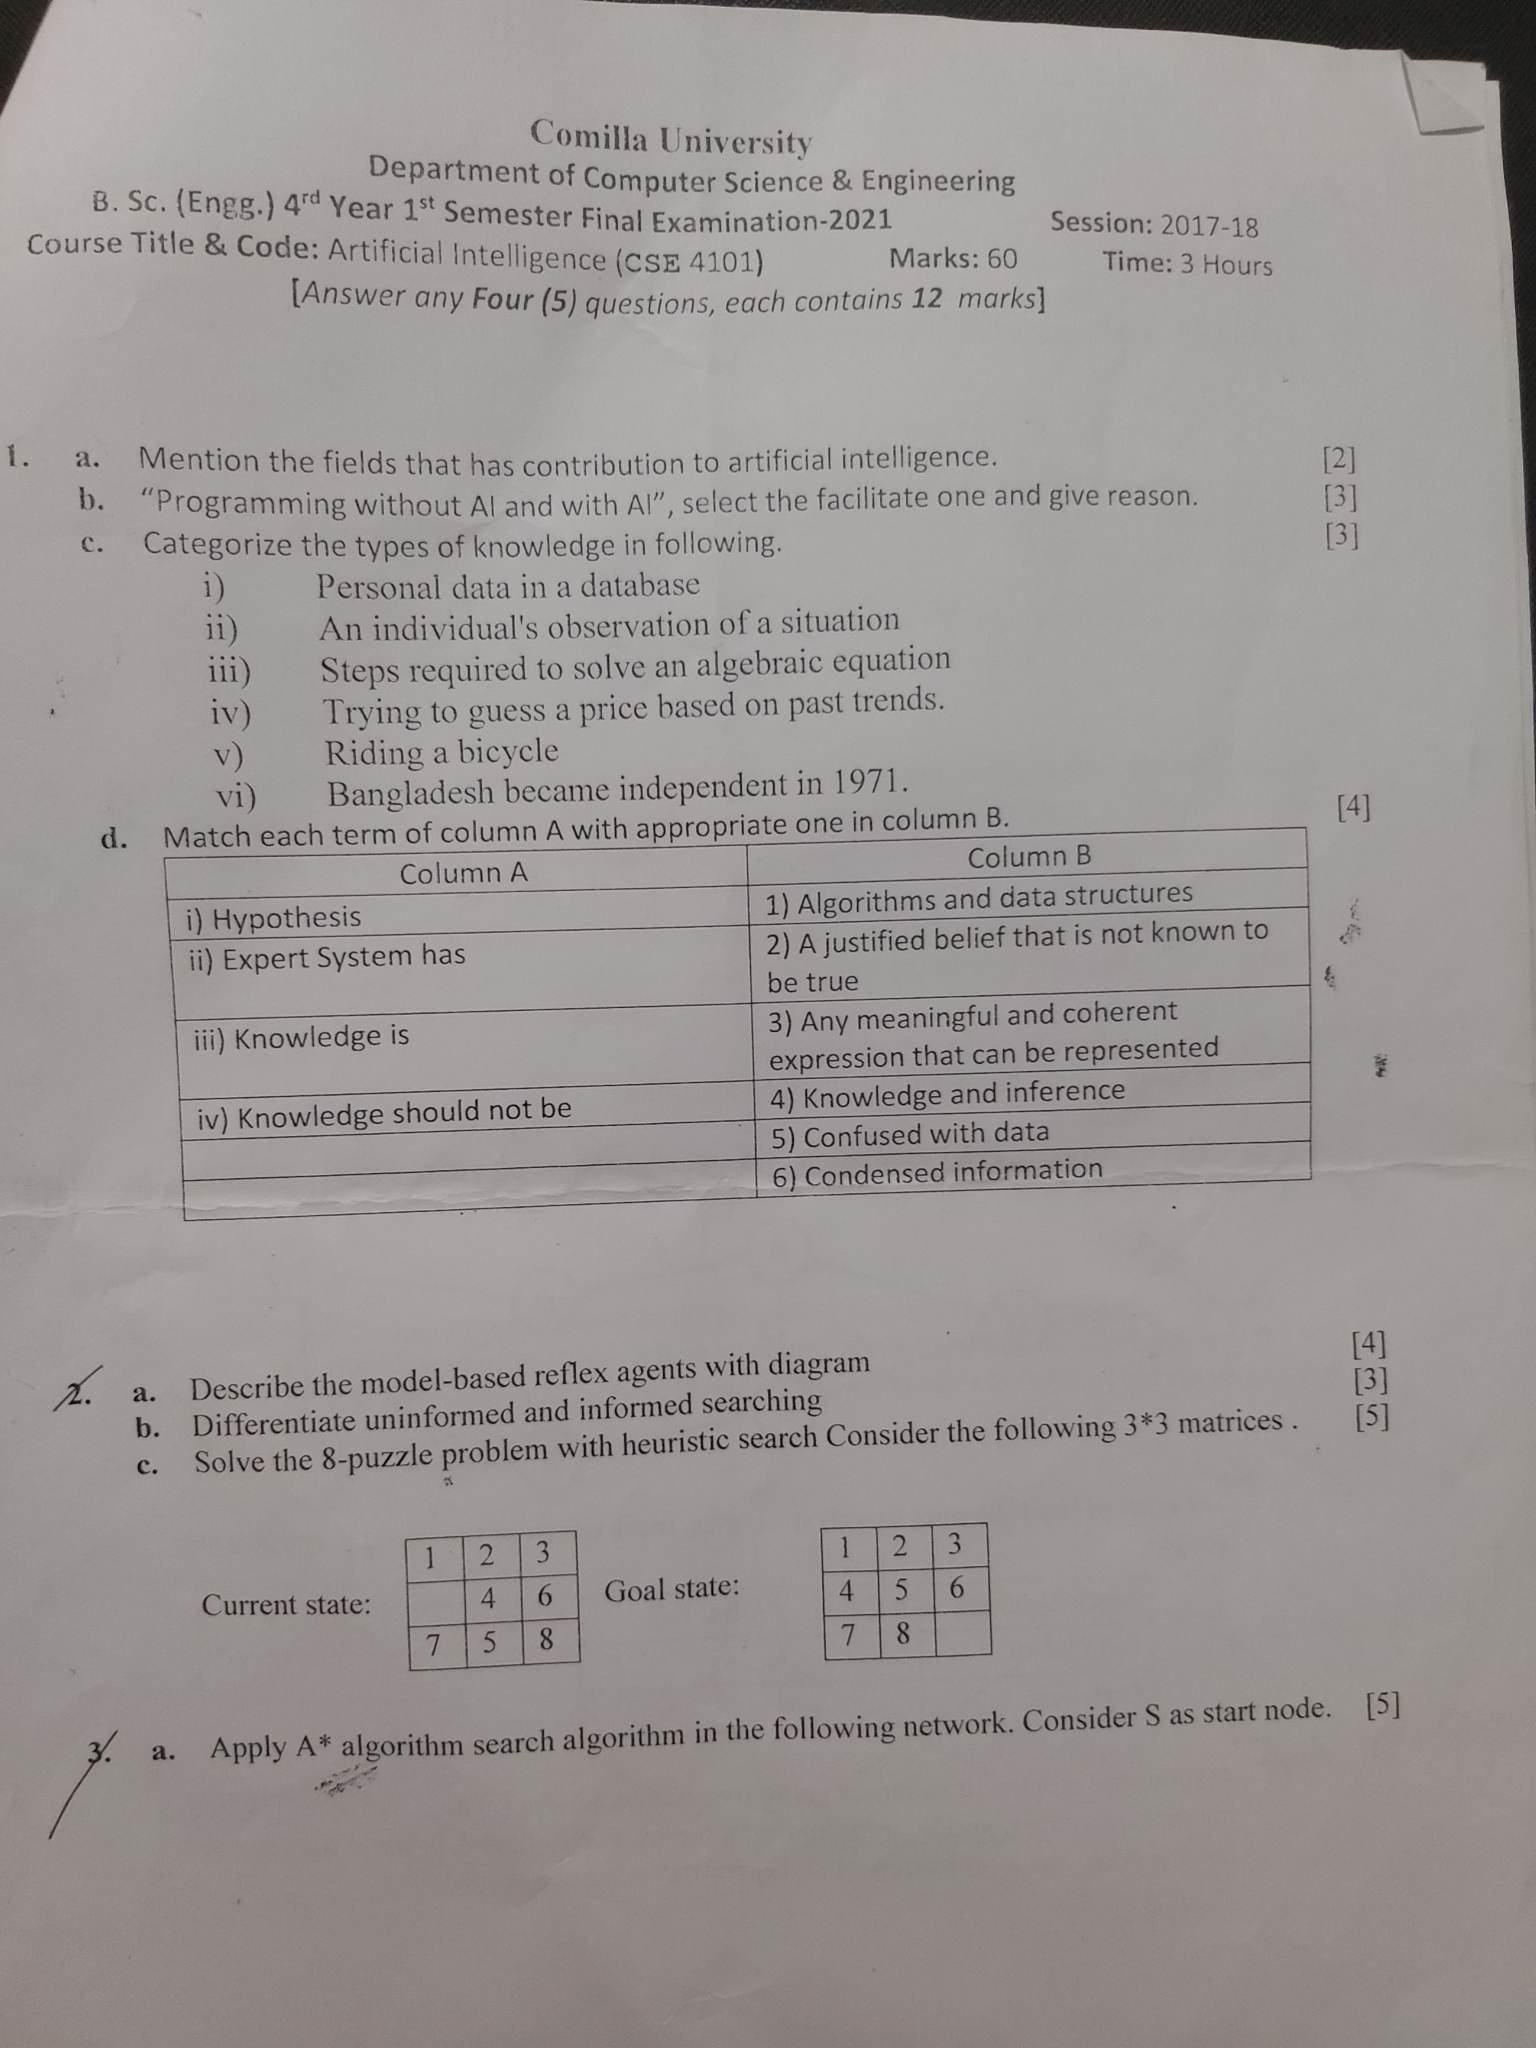 Comilla University
Department of Computer Science & Engineering
B. Sc. (Engg.) 4rd Year 1st Semester Final Examination-2021 Session: 2017-18
Course Title & Code: Artificial Intelligence (CSE 4101) Marks: 60 Time: 3 Hours
[Answer any Four (5) questions, each contains 12 marks]
1. a. Mention the fields that has contribution to artificial intelligence. [2]
b. “Programming without AI and with AI”, select the facilitate one and give reason. [3]
c. Categorize the types of knowledge in following. [3]
i) Personal data in a database
ii) An individual's observation of a situation
iii) Steps required to solve an algebraic equation
iv) Trying to guess a price based on past trends.
v) Riding a bicycle
vi) Bangladesh became independent in 1971.
d. Match each term of column A with appropriate one in column B. [4]
Column A Column B
i) Hypothesis 1) Algorithms and data structures
ii) Expert System has 2) A justified belief that is not known to
be true
iii) Knowledge is 3) Any meaningful and coherent
expression that can be represented
iv) Knowledge should not be 4) Knowledge and inference
5) Confused with data
6) Condensed information
2. a. Describe the model-based reflex agents with diagram [4]
b. Differentiate uninformed and informed searching [3]
c. Solve the 8-puzzle problem with heuristic search Consider the following 3*3 matrices . [5]
1 2 3 1 2 3
Current state: 4 6 Goal state: 4 5 6
7 5 8 7 8
3. a. Apply A* algorithm search algorithm in the following network. Consider S as start node. [5]